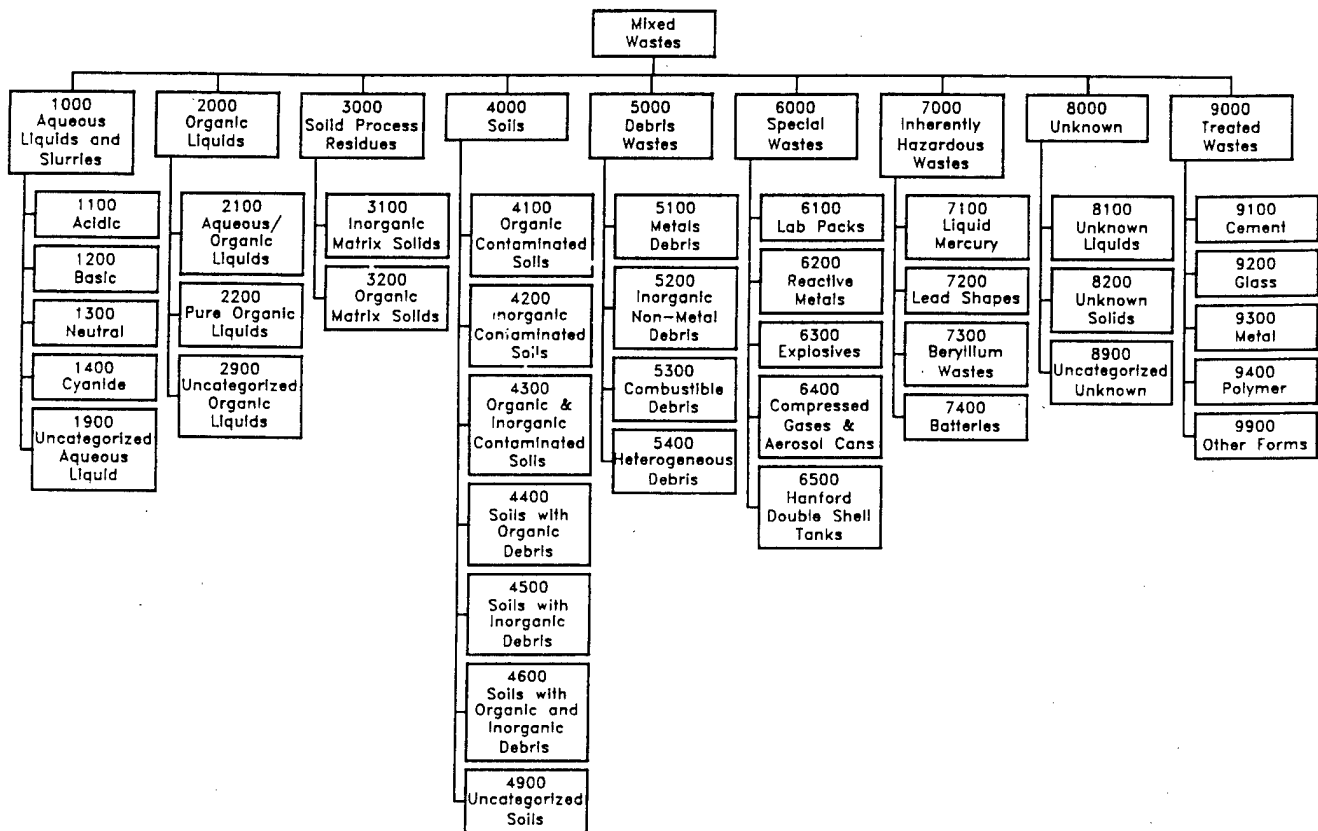 Mixed
Wastes
1000
Aqueous
Liquids and
Slurries
1100
Acidic
1200
Basic
1300
Neutral
1400
Cyanide
1900
Uncategorized
Aqueous
Liquid
2000
Organic
Liquids
2100
Aqueous/
Organic
Liquids
2200
Pure Organic
Liquids
2900
Uncategorized
Organic
Liquids
3000
Solid Process
Residues
3100
Inorganic
Matrix Solids
3200
Organic
Matrix Solids
4000
Soils
4100
Organic
Contaminated
Soils
4200
Inorganic
Contaminated
Soils
4300
Organic &
Inorganic
Contaminated
Soils
4400
Soils with
Organic
Debris
4500
Soils with
Inorganic
Debris
4600
Soils with
Organic and
Inorganic
Debris
4900
Uncategorized
Soils
5000
Debris
Wastes
5100
Metals
Debris
5200
Inorganic
Non-Metal
Debris
5300
Combustible
Debris
5400
Heterogeneous
Debris
6000
Special
Wastes
6100
Lab Packs
6200
Reactive
Metals
6300
Explosives
6400
Compressed
Gases &
Aerosol Cans
6500
Hanford
Double Shell
Tanks
7000
Inherently
Hazardous
Wastes
7100
Liquid
Mercury
7200
Lead Shapes
7300
Beryllium
Wastes
7400
Batteries
8000
Unknown
8100
Unknown
Liquids
8200
Unknown
Solids
8900
Uncategorized
Unknown
9000
Treated
Wastes
9100
Cement
9200
Glass
9300
Metal
9400
Polymer
9900
Other Forms